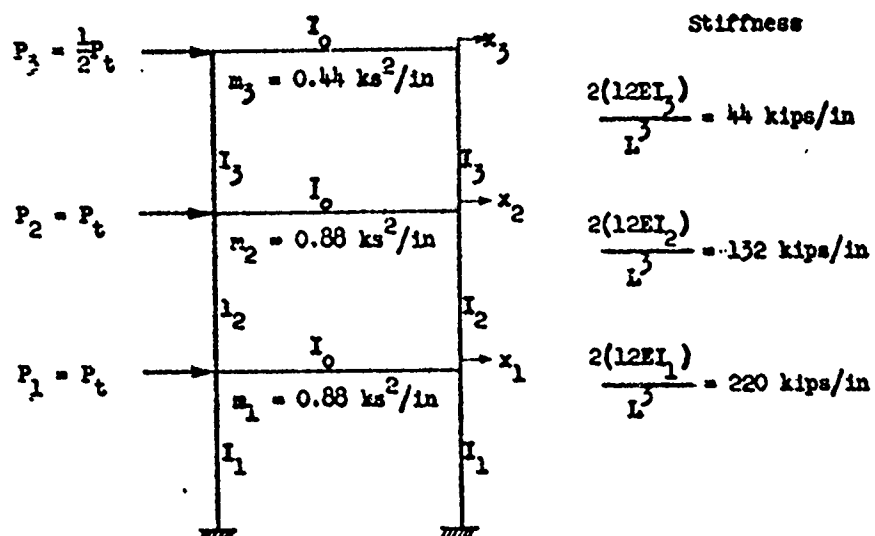 Stiffness
I₀
x₃
P₃ = ½Pₜ
m₃ = 0.44 ks²/in
2(12EI₃)/L³ = 44 kips/in
I₃
I₃
x₂
I₀
P₂ = Pₜ
m₂ = 0.88 ks²/in
2(12EI₂)/L³ = 132 kips/in
I₂
I₂
I₀
x₁
P₁ = Pₜ
m₁ = 0.88 ks²/in
2(12EI₁)/L³ = 220 kips/in
I₁
I₁